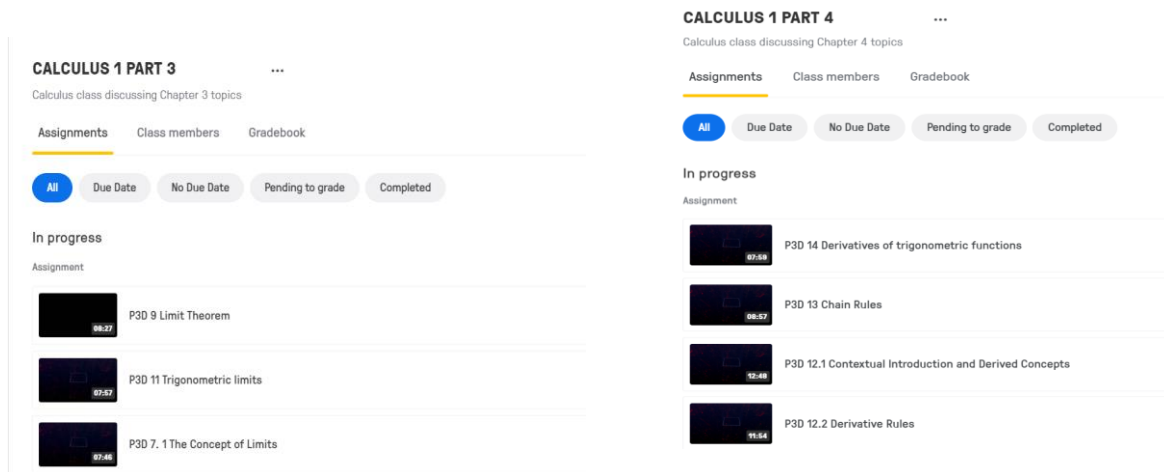 CALCULUS 1 PART 3
...
Calculus class discussing Chapter 3 topics
Assignments Class members Gradebook
All Due Date No Due Date Pending to grade Completed
In progress
Assignment
08:27
P3D 9 Limit Theorem
07:57
P3D 11 Trigonometric limits
07:46
P3D 7. 1 The Concept of Limits
CALCULUS 1 PART 4
...
Calculus class discussing Chapter 4 topics
Assignments Class members Gradebook
All Due Date No Due Date Pending to grade Completed
In progress
Assignment
07:59
P3D 14 Derivatives of trigonometric functions
08:57
P3D 13 Chain Rules
12:48
P3D 12.1 Contextual Introduction and Derived Concepts
11:54
P3D 12.2 Derivative Rules